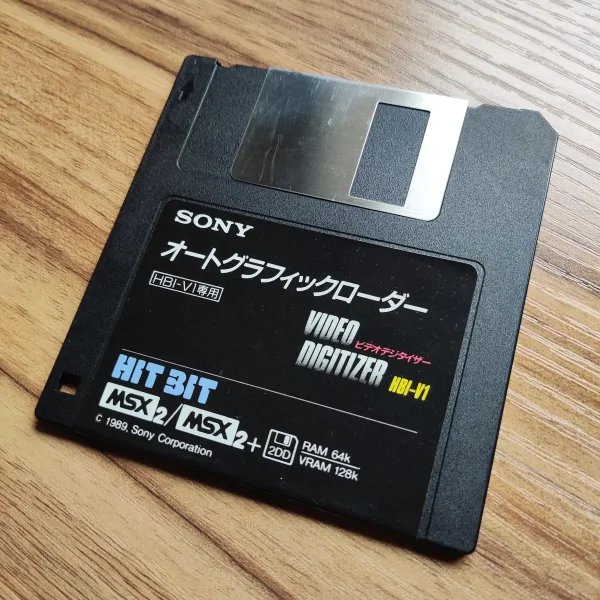 SONY
オートグラフィックローダー
HBI-V1専用
VIDEO
ビデオデジタイザー
DIGITIZER HBI-V1
HiT BiT
MSX2/MSX2+
2DD
RAM 64k
VRAM 128k
C 1989, Sony Corporation